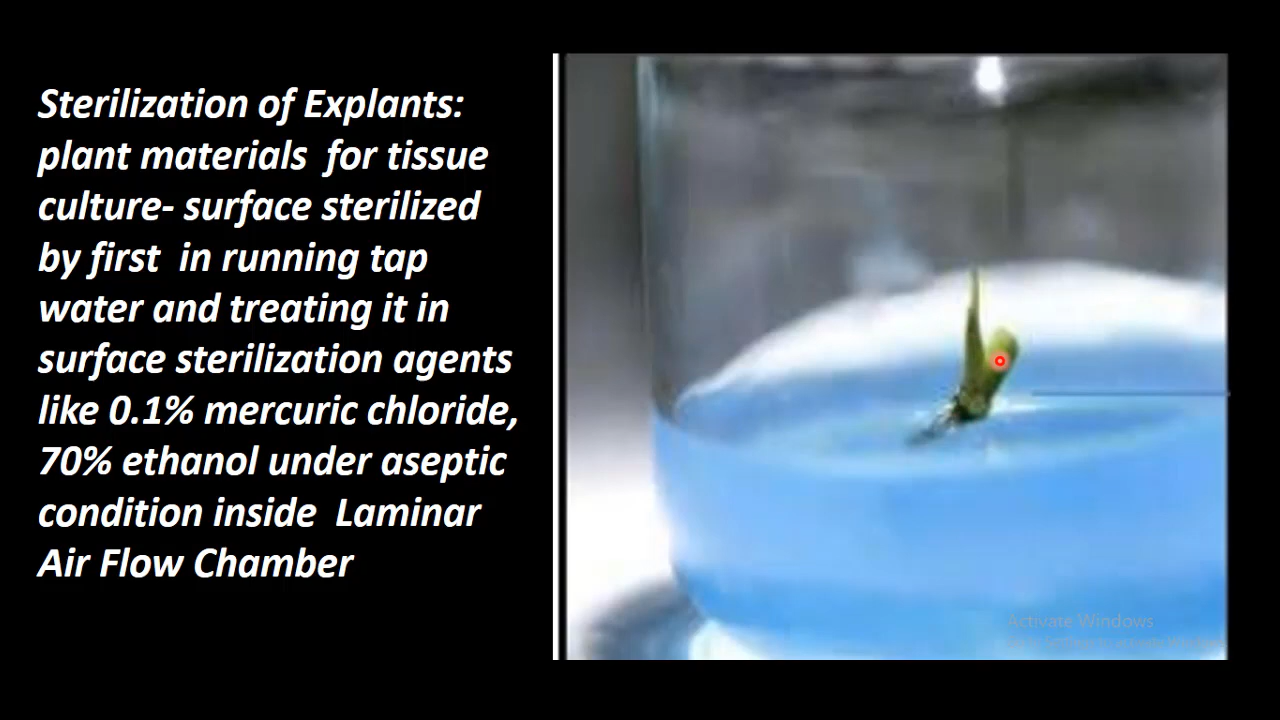 Sterilization of Explants:
plant materials for tissue
culture- surface sterilized
by first in running tap
water and treating it in
surface sterilization agents
like 0.1% mercuric chloride,
70% ethanol under aseptic
condition inside Laminar
Air Flow Chamber
Activate Windows